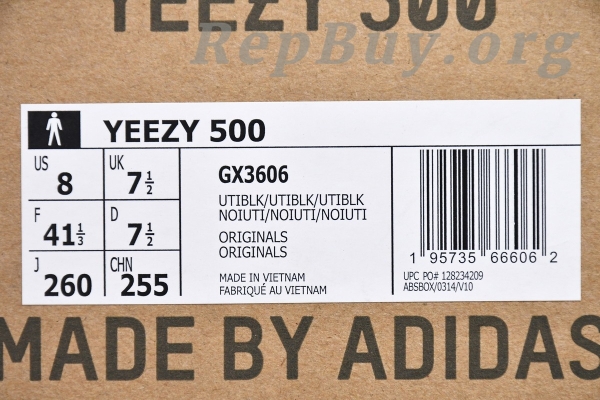 YEEZY 500
RepBuy.org
YEEZY 500
US 8
UK 7 1/2
F 41 1/3
D 7 1/2
J 260
CHN 255
GX3606
UTIBLK/UTIBLK/UTIBLK
NOIUTI/NOIUTI/NOIUTI
ORIGINALS
ORIGINALS
MADE IN VIETNAM
FABRIQUÉ AU VIETNAM
1 95735 66606 2
UPC PO# 128234209
ABSBOX/0314/V10
MADE BY ADIDAS